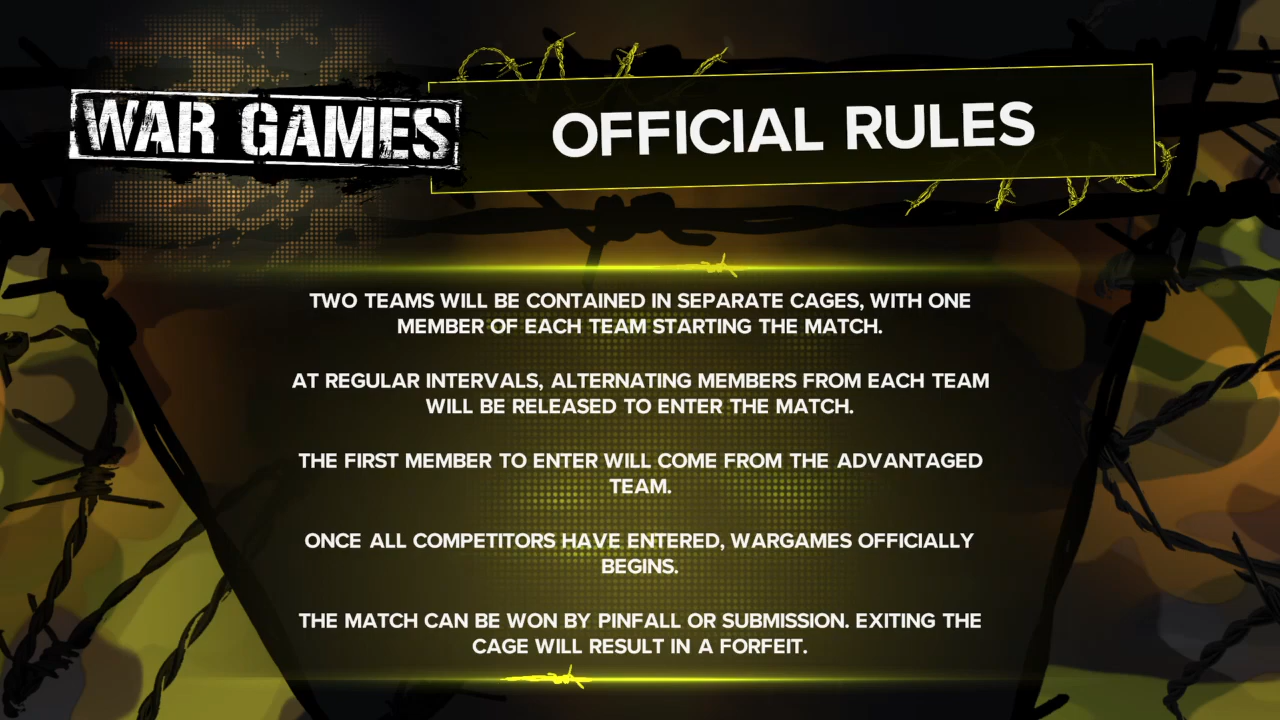 WAR GAMES
OFFICIAL RULES
TWO TEAMS WILL BE CONTAINED IN SEPARATE CAGES, WITH ONE
MEMBER OF EACH TEAM STARTING THE MATCH.
AT REGULAR INTERVALS, ALTERNATING MEMBERS FROM EACH TEAM
WILL BE RELEASED TO ENTER THE MATCH.
THE FIRST MEMBER TO ENTER WILL COME FROM THE ADVANTAGED
TEAM.
ONCE ALL COMPETITORS HAVE ENTERED, WARGAMES OFFICIALLY
BEGINS.
THE MATCH CAN BE WON BY PINFALL OR SUBMISSION. EXITING THE
CAGE WILL RESULT IN A FORFEIT.